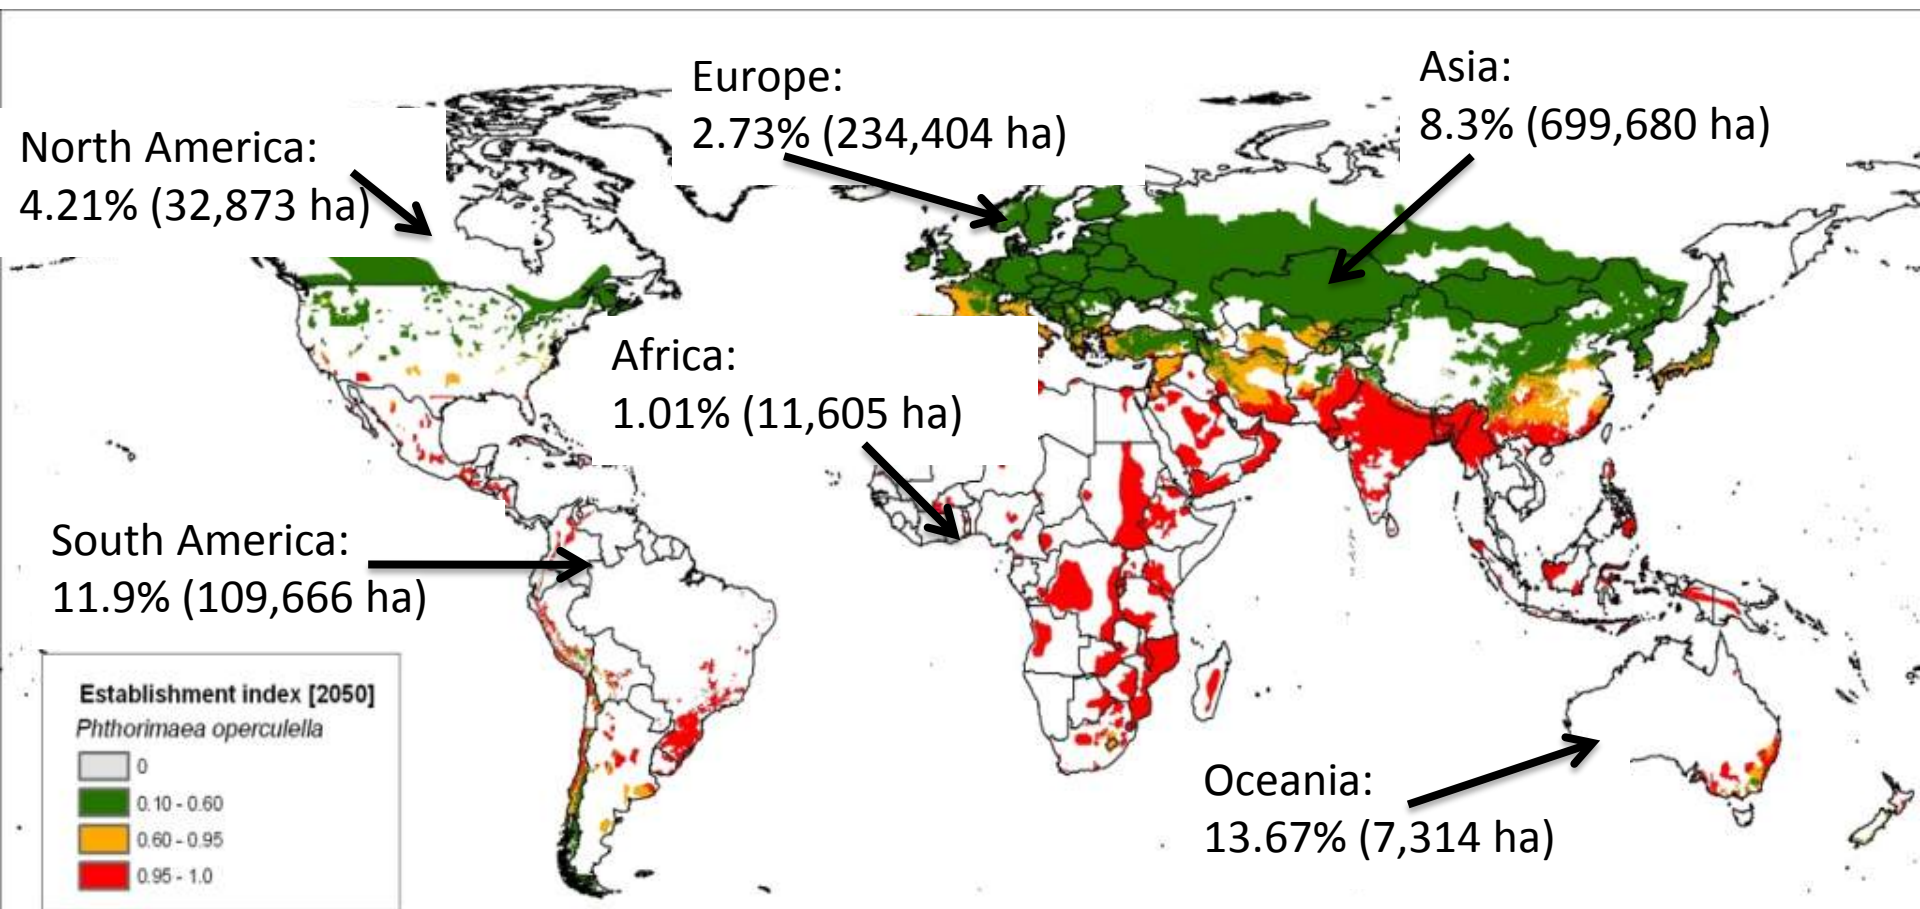 Europe:
2.73% (234,404 ha)
Asia:
8.3% (699,680 ha)
North America:
4.21% (32,873 ha)
Africa:
1.01% (11,605 ha)
South America:
11.9% (109,666 ha)
Oceania:
13.67% (7,314 ha)
Establishment index [2050]
Phthorimaea operculella
0
0.10 - 0.60
0.60 - 0.95
0.95 - 1.0